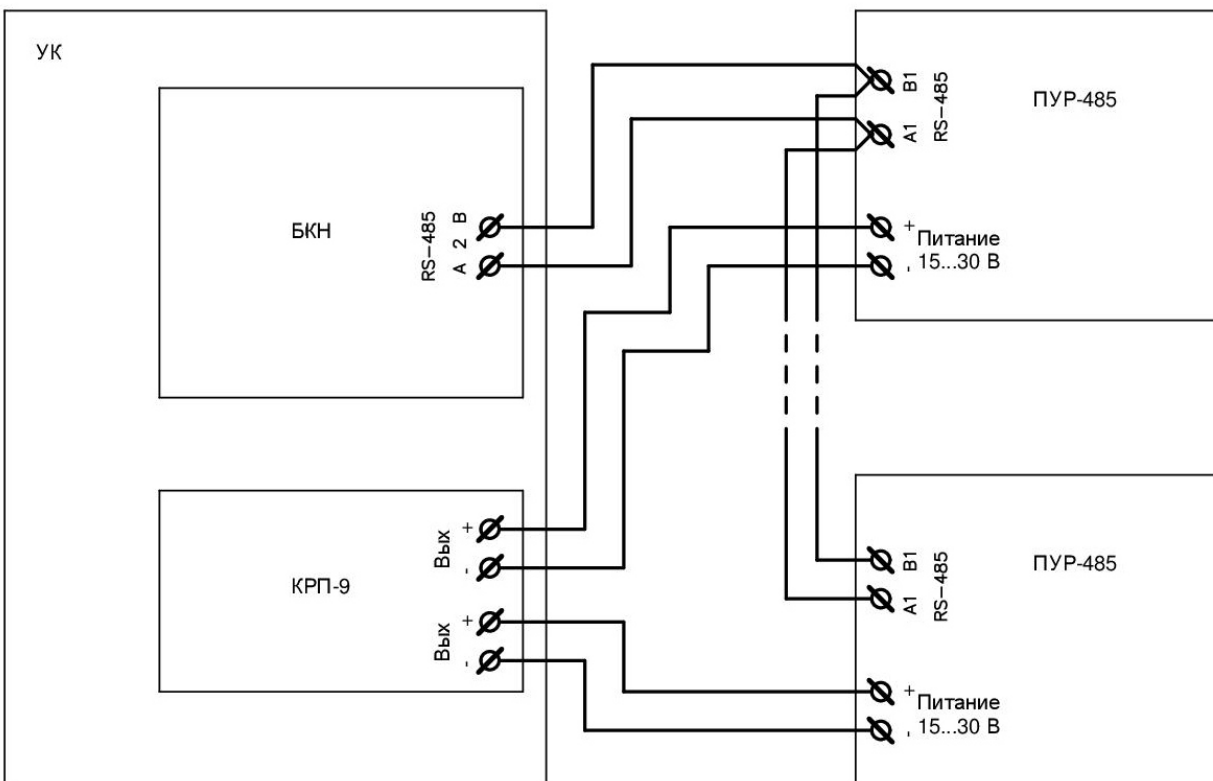 УК
БКН
RS-485
2
B
A
КРП-9
Вых
+
-
Вых
+
-
ПУР-485
B1
A1
RS-485
+
-
Питание
15...30 В
ПУР-485
B1
A1
RS-485
+
-
Питание
15...30 В